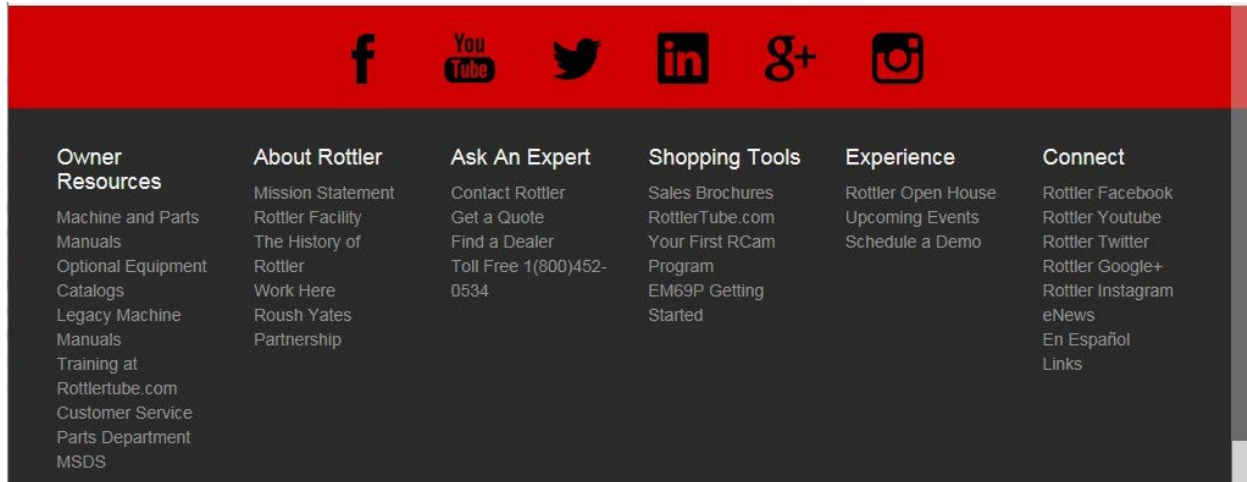 f
You
Tube
in
g+
Owner
Resources
Machine and Parts
Manuals
Optional Equipment
Catalogs
Legacy Machine
Manuals
Training at
Rottlertube.com
Customer Service
Parts Department
MSDS
About Rottler
Mission Statement
Rottler Facility
The History of
Rottler
Work Here
Roush Yates
Partnership
Ask An Expert
Contact Rottler
Get a Quote
Find a Dealer
Toll Free 1(800)452-
0534
Shopping Tools
Sales Brochures
RottlerTube.com
Your First RCam
Program
EM69P Getting
Started
Experience
Rottler Open House
Upcoming Events
Schedule a Demo
Connect
Rottler Facebook
Rottler Youtube
Rottler Twitter
Rottler Google+
Rottler Instagram
eNews
En Español
Links